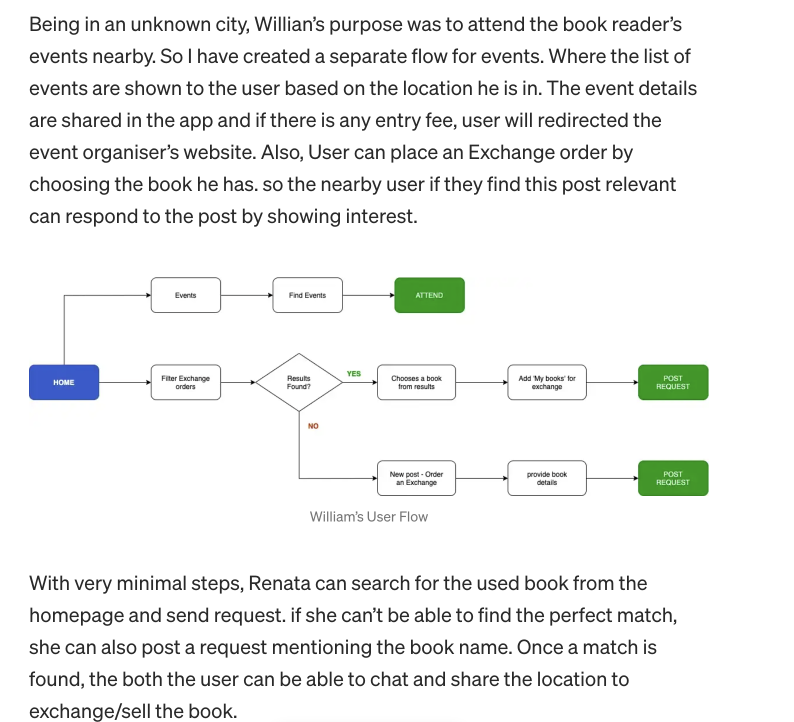 Being in an unknown city, Willian's purpose was to attend the book reader's
events nearby. So I have created a separate flow for events. Where the list of
events are shown to the user based on the location he is in. The event details
are shared in the app and if there is any entry fee, user will redirected the
event organiser's website. Also, User can place an Exchange order by
choosing the book he has. so the nearby user if they find this post relevant
can respond to the post by showing interest.
Events
Find Events
ATTEND
HOME
Filter Exchange
orders
Results
Found?
YES
Chooses a book
from results
Add 'My books' for
exchange
POST
REQUEST
NO
New post - Order
an Exchange
provide book
details
POST
REQUEST
William's User Flow
With very minimal steps, Renata can search for the used book from the
homepage and send request. if she can't be able to find the perfect match,
she can also post a request mentioning the book name. Once a match is
found, the both the user can be able to chat and share the location to
exchange/sell the book.